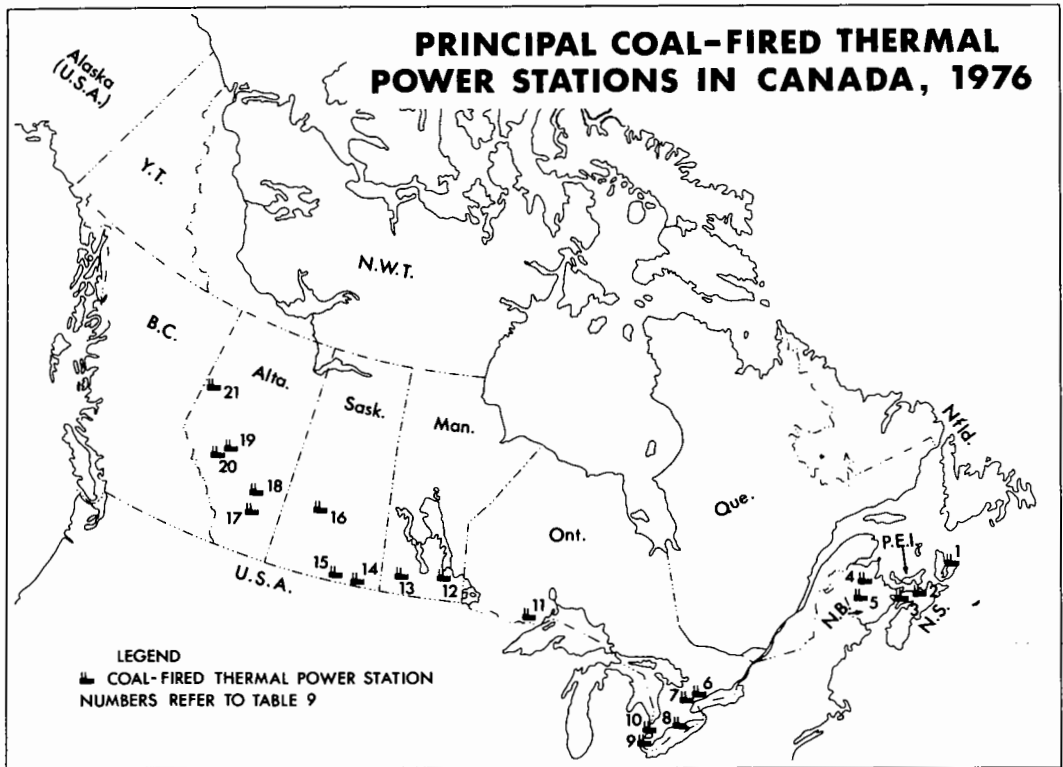 PRINCIPAL COAL-FIRED THERMAL
POWER STATIONS IN CANADA, 1976
Alaska
(U.S.A.)
Y.T.
N.W.T.
B.C.
Alta.
Sask.
Man.
Ont.
Que.
Nfld.
P.E.I.
N.B.
N.S.
U.S.A.
21
19
20
18
17
16
15
14
13
12
11
10
9
8
7
6
5
4
3
2
1
LEGEND
COAL-FIRED THERMAL POWER STATION
NUMBERS REFER TO TABLE 9